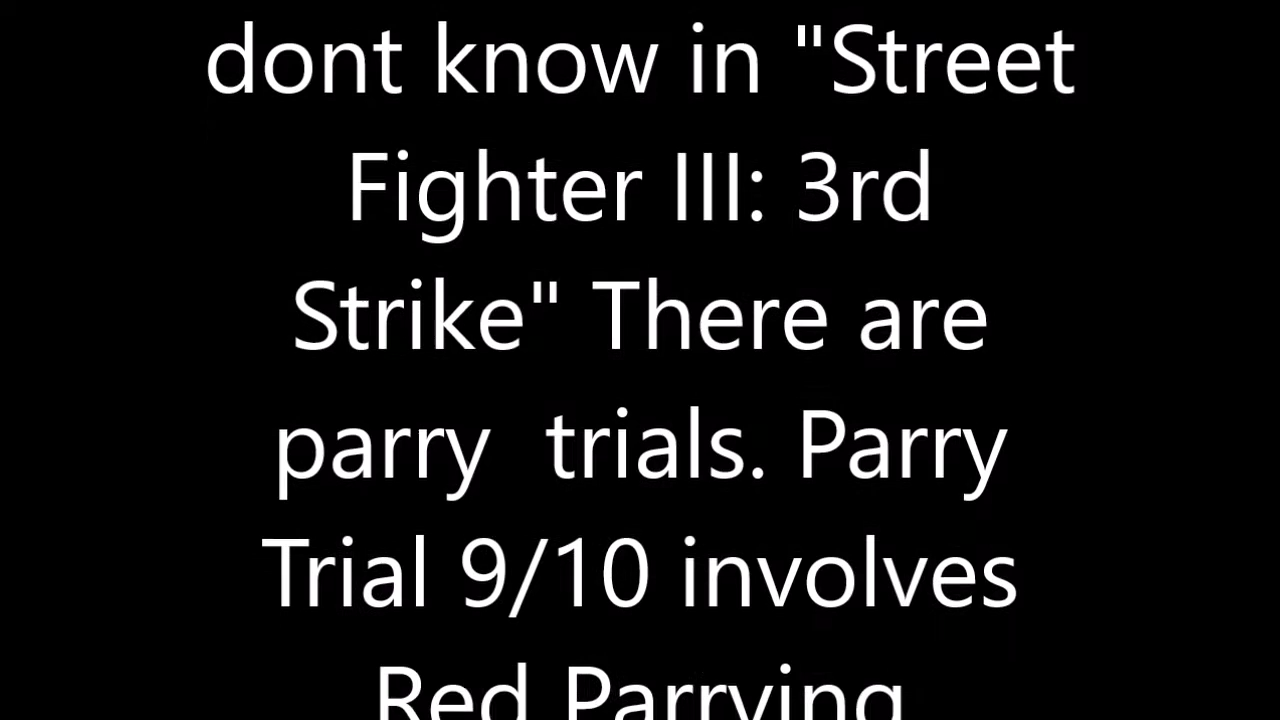 dont know in "Street
Fighter III: 3rd
Strike" There are
parry  trials. Parry
Trial 9/10 involves
Red Parrying